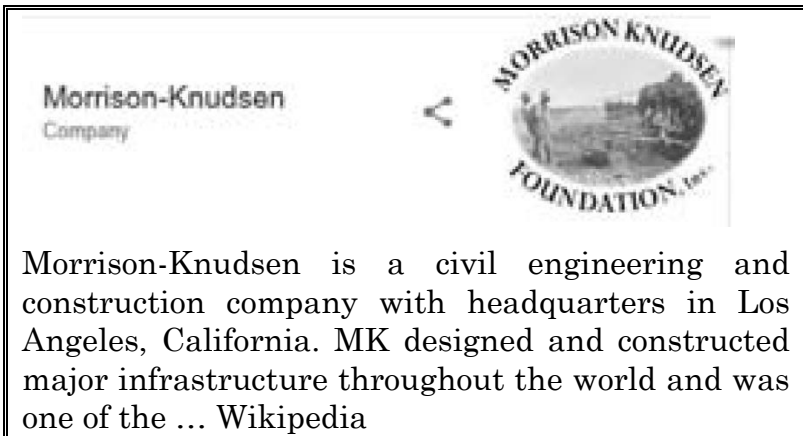 Morrison-Knudsen
Company
MORRISON KNUDSEN
FOUNDATION, Inc.
Morrison-Knudsen is a civil engineering and
construction company with headquarters in Los
Angeles, California. MK designed and constructed
major infrastructure throughout the world and was
one of the … Wikipedia